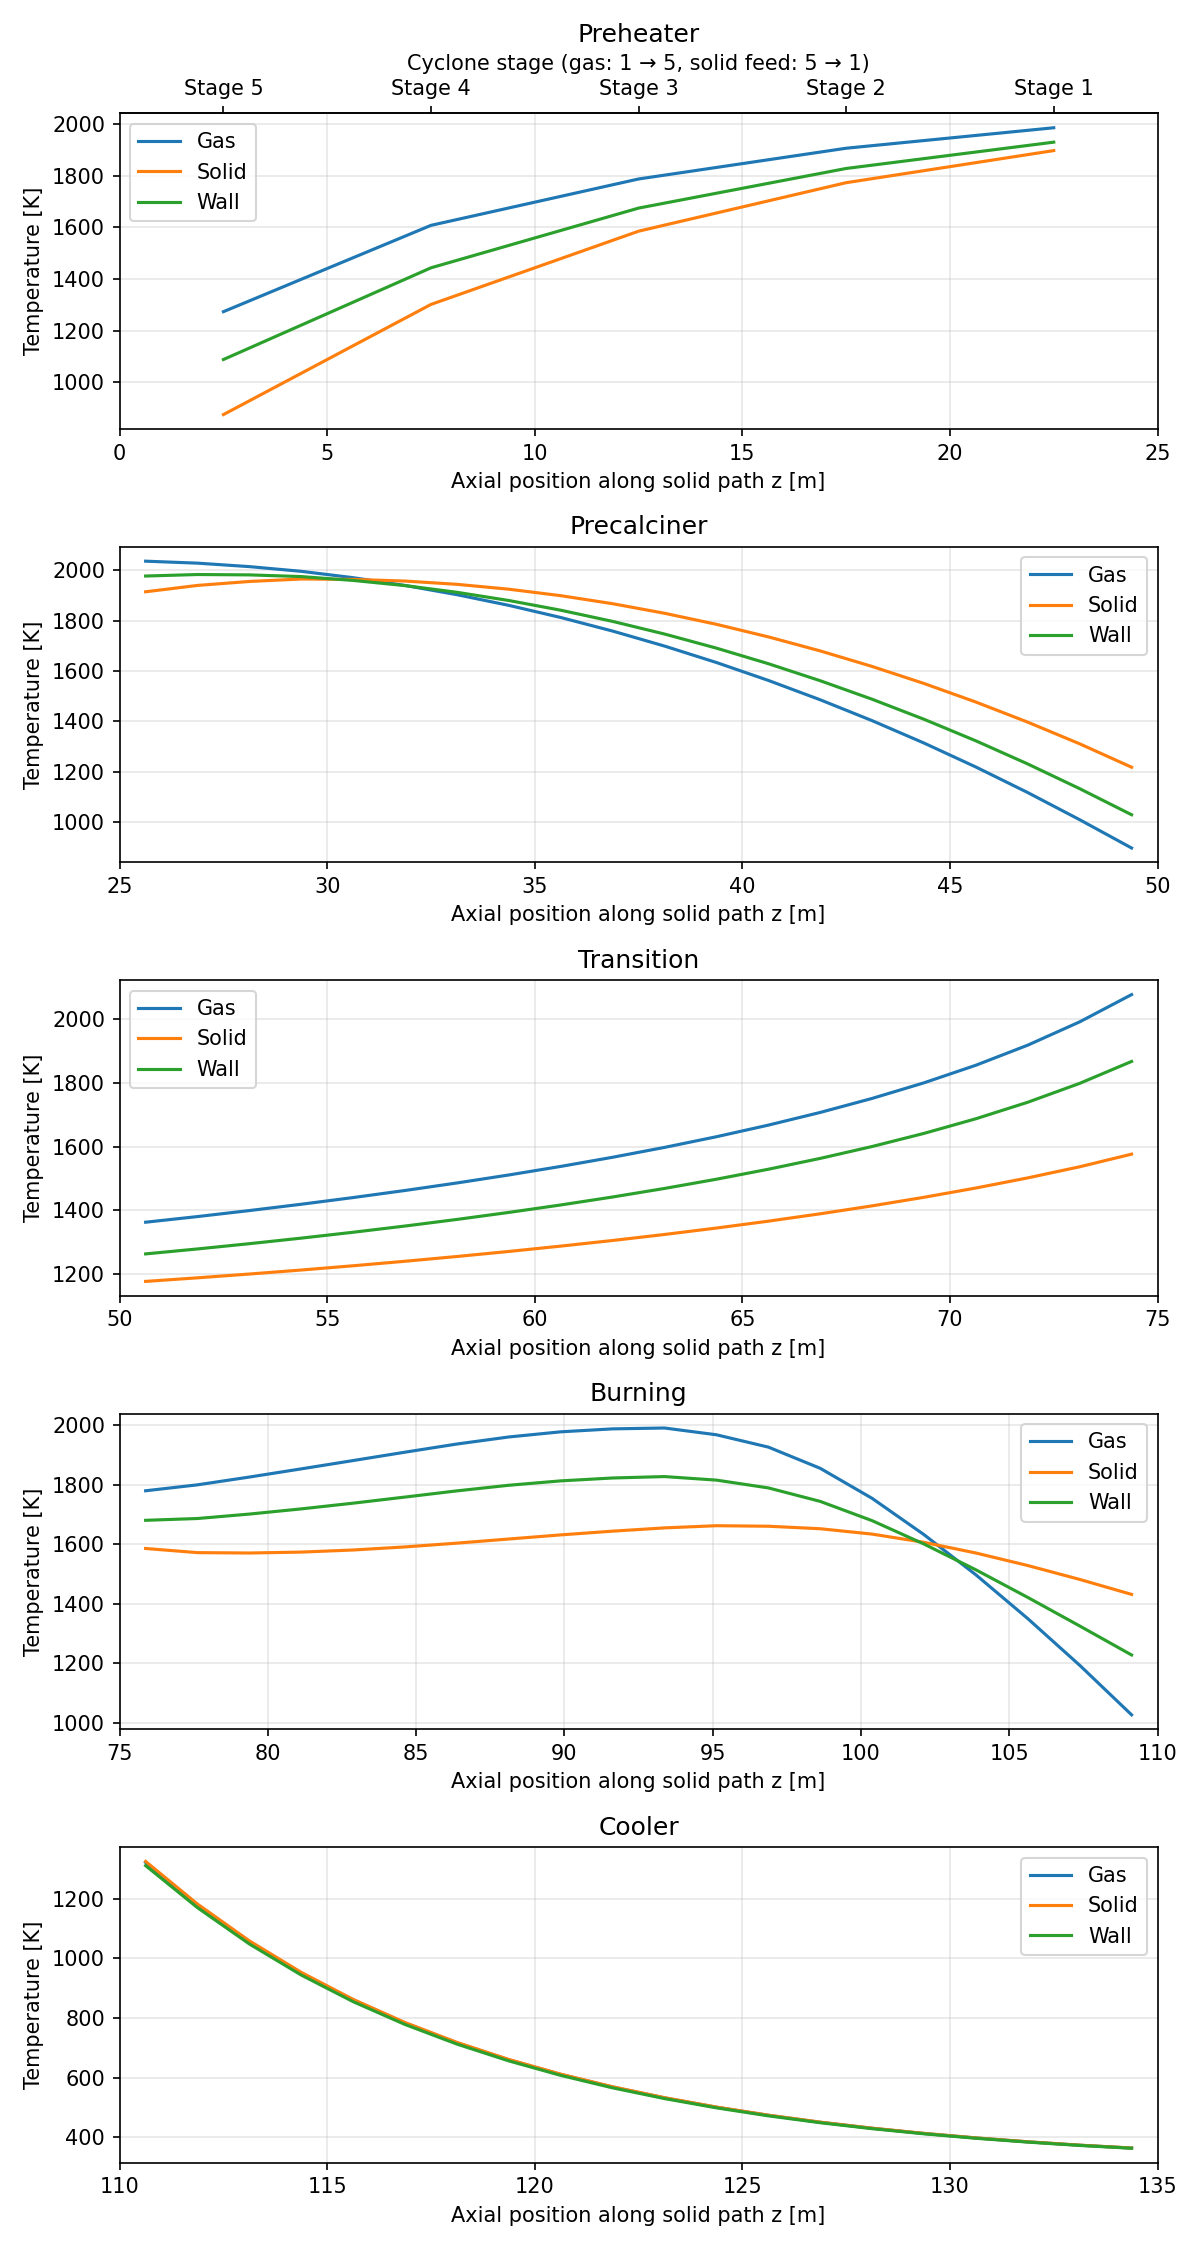 Preheater
Cyclone stage (gas: 1 → 5, solid feed: 5 → 1)
Stage 5 Stage 4 Stage 3 Stage 2 Stage 1
2000
1800
1600
1400
1200
1000
Temperature [K]
Gas
Solid
Wall
0 5 10 15 20 25
Axial position along solid path z [m]
Precalciner
2000
1800
1600
1400
1200
1000
Temperature [K]
Gas
Solid
Wall
25 30 35 40 45 50
Axial position along solid path z [m]
Transition
2000
1800
1600
1400
1200
Temperature [K]
Gas
Solid
Wall
50 55 60 65 70 75
Axial position along solid path z [m]
Burning
2000
1800
1600
1400
1200
1000
Temperature [K]
Gas
Solid
Wall
75 80 85 90 95 100 105 110
Axial position along solid path z [m]
Cooler
1200
1000
800
600
400
Temperature [K]
Gas
Solid
Wall
110 115 120 125 130 135
Axial position along solid path z [m]